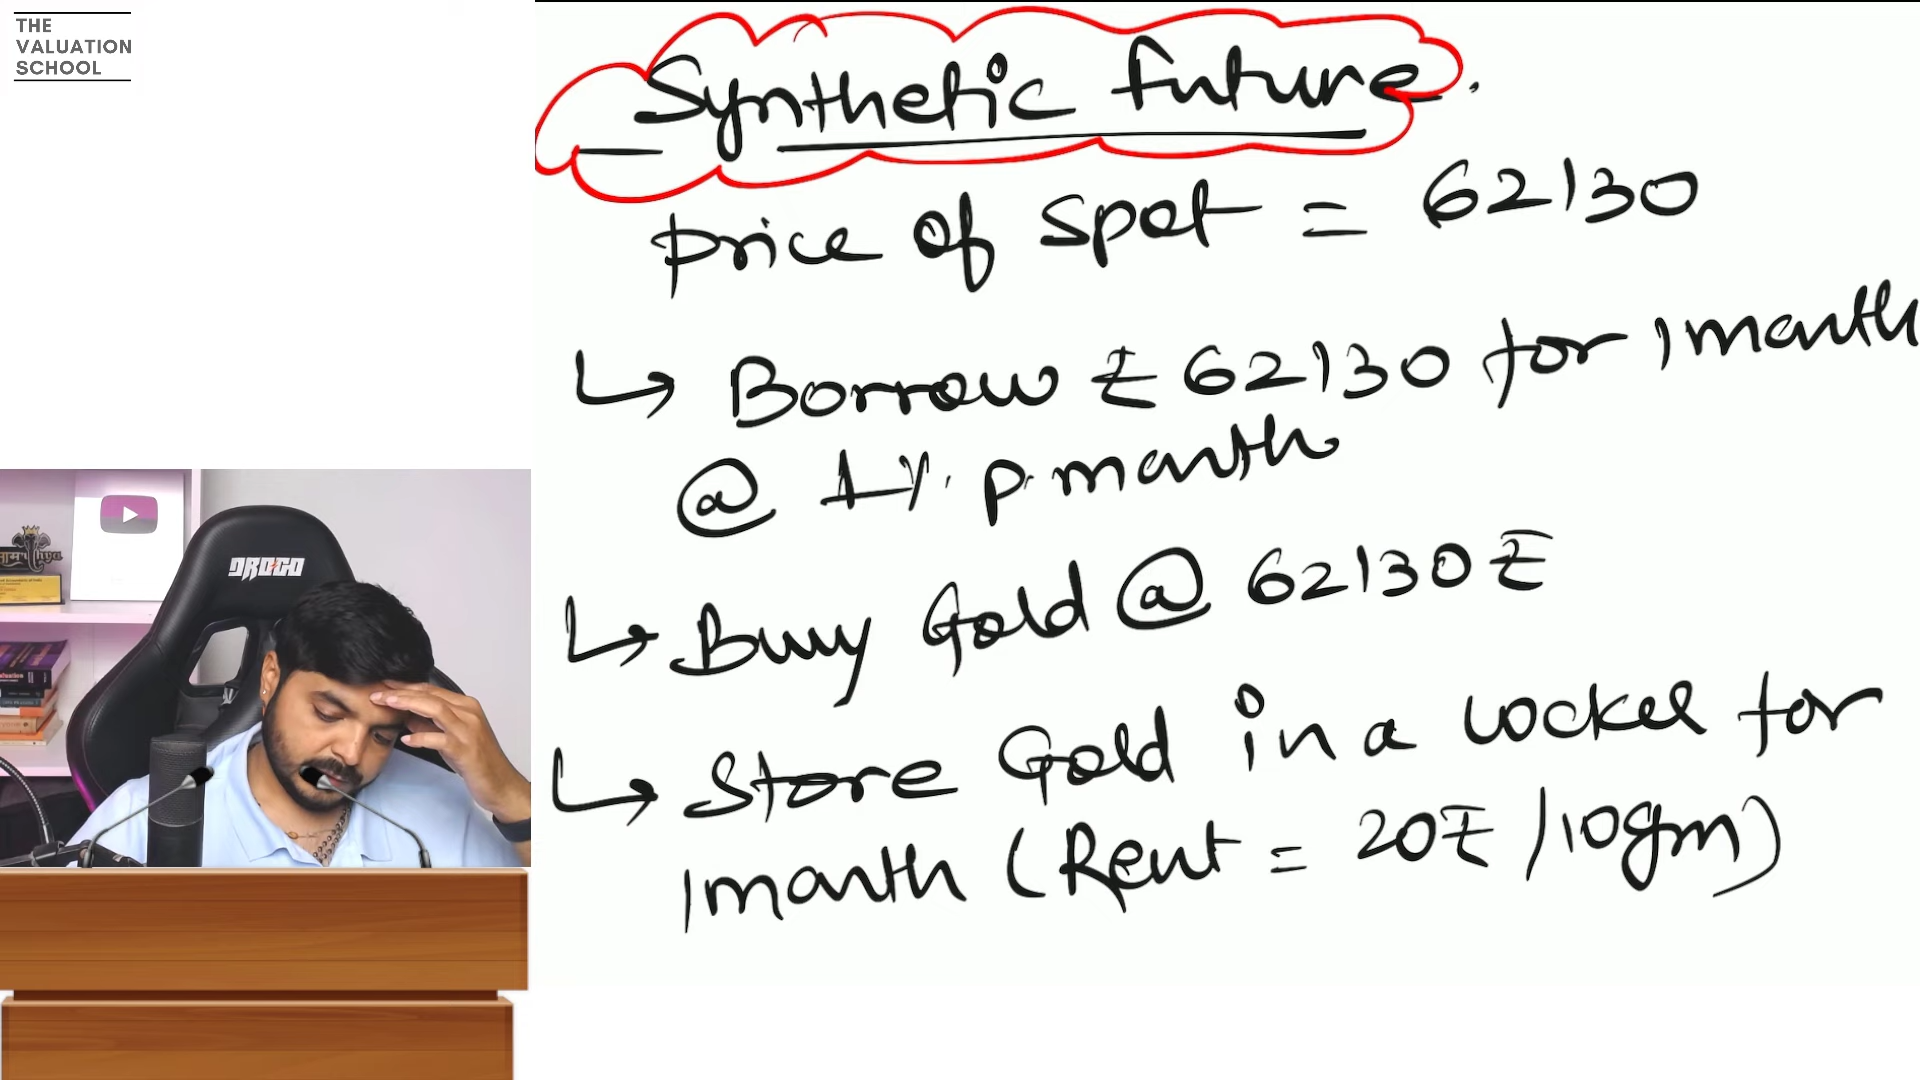 THE
VALUATION
SCHOOL
Synthetic future.
price of spot = 62130
↳ Borrow ₹ 62130 for 1 month
@ 1%. p. month
↳ Buy Gold @ 62130 ₹
↳ Store Gold in a locker for
1 month (Rent = 20₹ /10gm)
DROGO